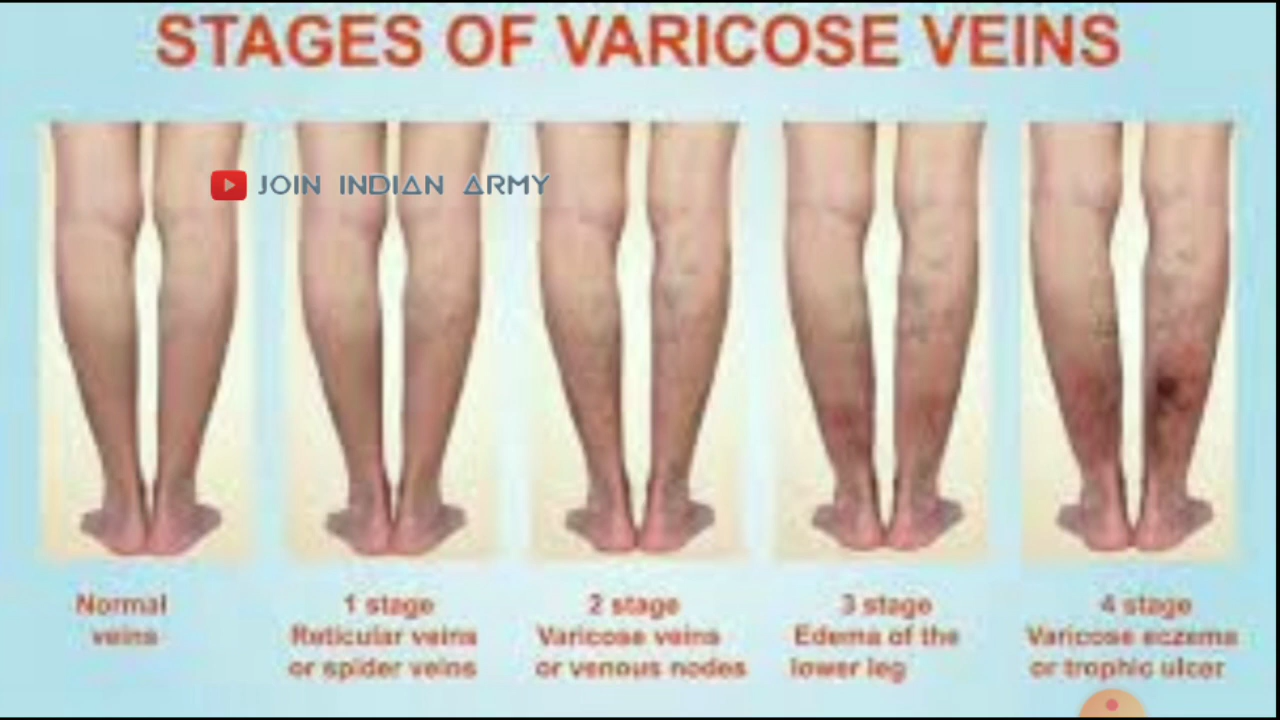 STAGES OF VARICOSE VEINS
JOIN INDIAN ARMY
Normal
veins
1 stage
Reticular veins
or spider veins
2 stage
Varicose veins
or venous nodes
3 stage
Edema of the
lower leg
4 stage
Varicose eczema
or trophic ulcer